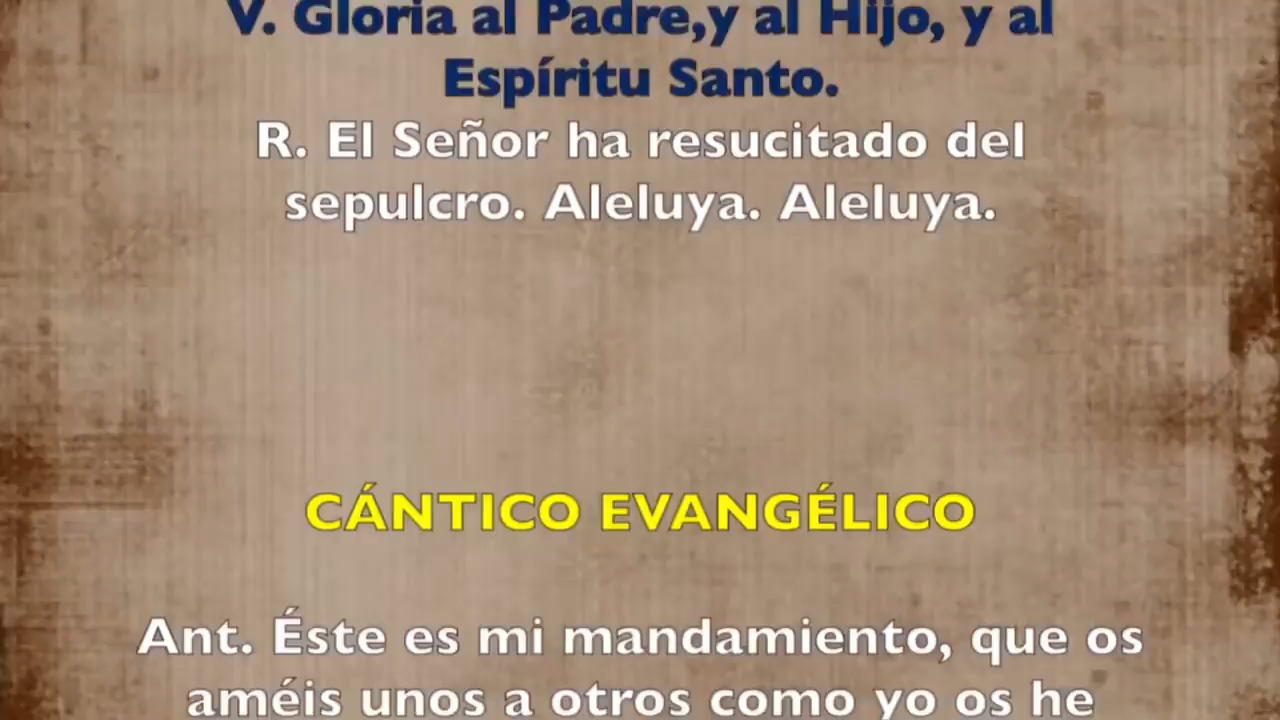 V. Gloria al Padre,y al Hijo, y al
Espíritu Santo.
R. El Señor ha resucitado del
sepulcro. Aleluya. Aleluya.
CÁNTICO EVANGÉLICO
Ant. Éste es mi mandamiento, que os
améis unos a otros como yo os he